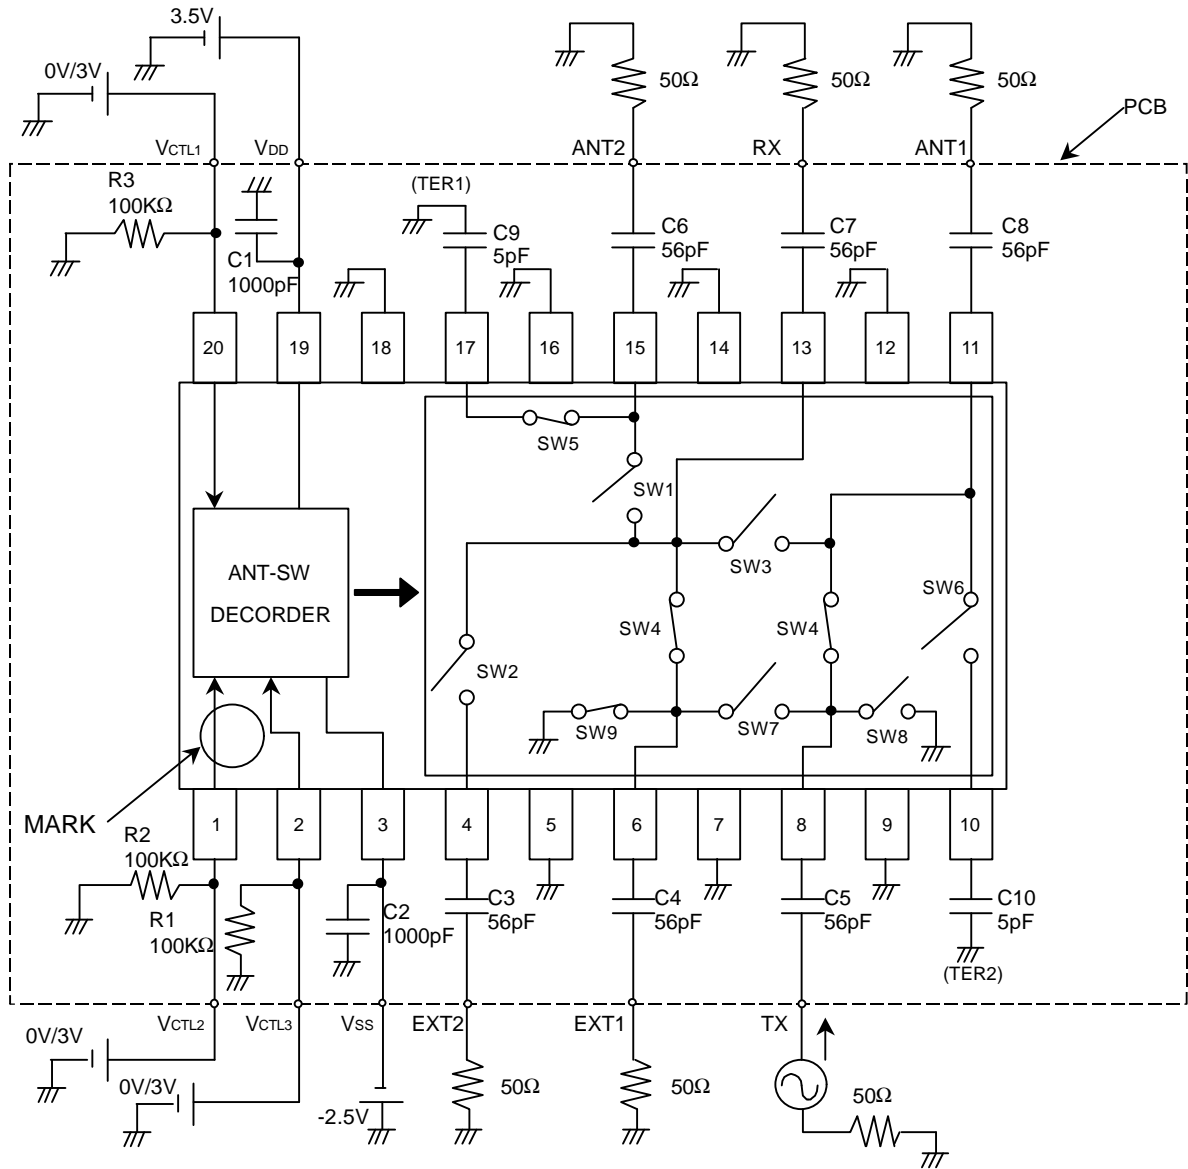 3.5V
0V/3V
50Ω
50Ω
50Ω
PCB
VCTL1
VDD
ANT2
RX
ANT1
R3
100KΩ
(TER1)
C1
1000pF
C9
5pF
C6
56pF
C7
56pF
C8
56pF
20
19
18
17
16
15
14
13
12
11
SW5
SW1
SW3
SW6
ANT-SW
DECORDER
SW4
SW4
SW2
SW9
SW7
SW8
MARK
1
2
3
4
5
6
7
8
9
10
R2
100KΩ
R1
100KΩ
C2
1000pF
C3
56pF
C4
56pF
C5
56pF
C10
5pF
(TER2)
VCTL2
VCTL3
VSS
EXT2
EXT1
TX
0V/3V
0V/3V
-2.5V
50Ω
50Ω
50Ω